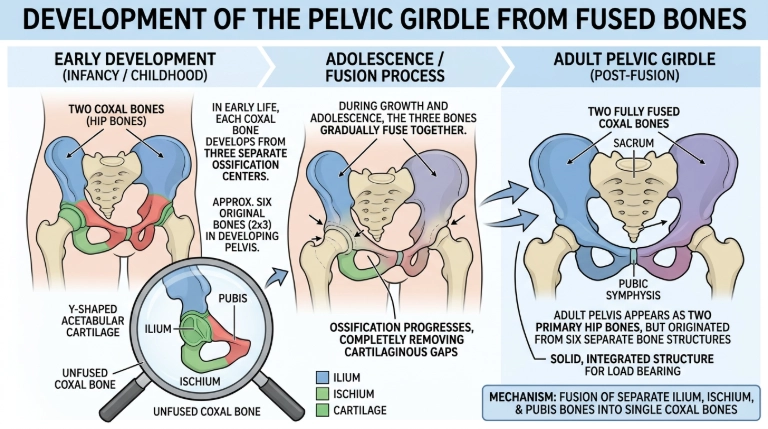 DEVELOPMENT OF THE PELVIC GIRDLE FROM FUSED BONES
EARLY DEVELOPMENT
(INFANCY / CHILDHOOD)
TWO COXAL BONES
(HIP BONES)
IN EARLY LIFE,
EACH COXAL
BONE
DEVELOPS FROM
THREE SEPARATE
OSSIFICATION
CENTERS.
APPROX. SIX
ORIGINAL
BONES (2x3)
IN DEVELOPING
PELVIS.
Y-SHAPED
ACETABULAR
CARTILAGE
UNFUSED
COXAL BONE
PUBIS
ILIUM
ISCHIUM
UNFUSED COXAL BONE
ADOLESCENCE /
FUSION PROCESS
DURING GROWTH AND
ADOLESCENCE, THE THREE BONES
GRADUALLY FUSE TOGETHER.
OSSIFICATION PROGRESSES,
COMPLETELY REMOVING
CARTILAGINOUS GAPS
ILIUM
ISCHIUM
CARTILAGE
ADULT PELVIC GIRDLE
(POST-FUSION)
TWO FULLY FUSED
COXAL BONES
SACRUM
PUBIC
SYMPHYSIS
ADULT PELVIS APPEARS AS TWO
PRIMARY HIP BONES, BUT ORIGINATED
FROM SIX SEPARATE BONE STRUCTURES
SOLID, INTEGRATED STRUCTURE
FOR LOAD BEARING
MECHANISM: FUSION OF SEPARATE ILIUM, ISCHIUM,
& PUBIS BONES INTO SINGLE COXAL BONES